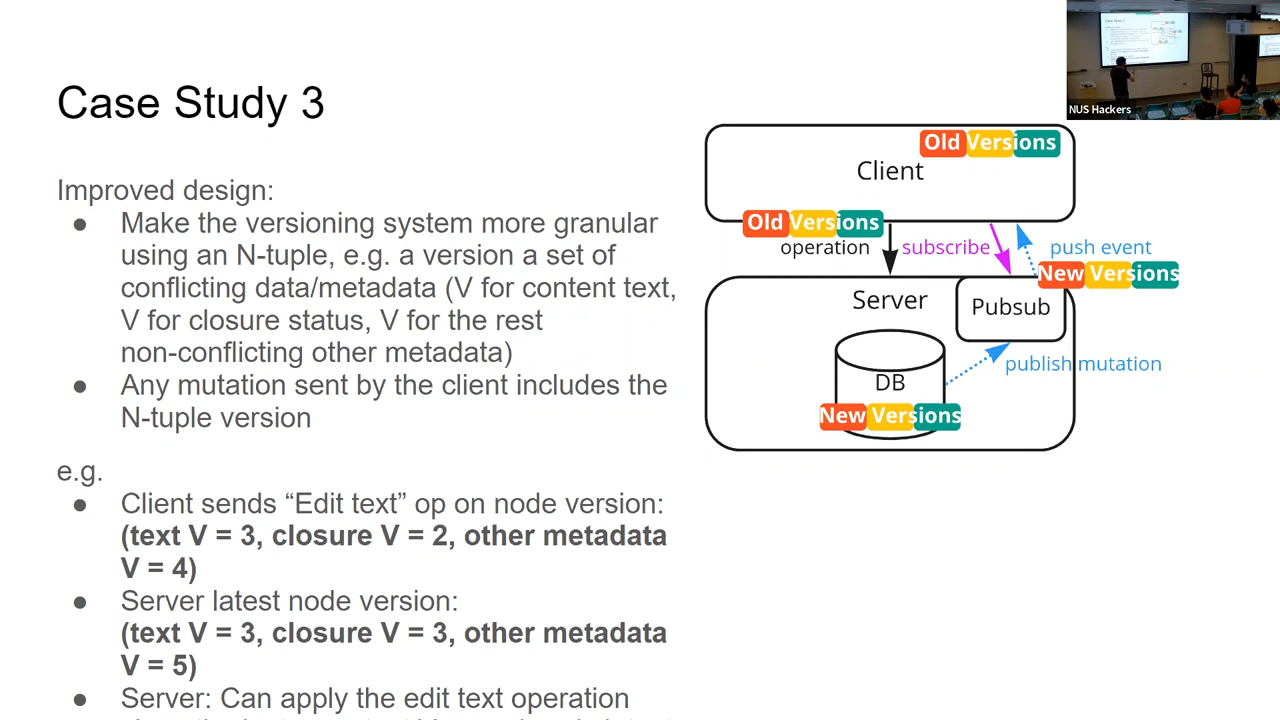 Case Study 3
Improved design:
● Make the versioning system more granular
using an N-tuple, e.g. a version a set of
conflicting data/metadata (V for content text,
V for closure status, V for the rest
non-conflicting other metadata)
● Any mutation sent by the client includes the
N-tuple version
e.g.
● Client sends “Edit text” op on node version:
(text V = 3, closure V = 2, other metadata
V = 4)
● Server latest node version:
(text V = 3, closure V = 3, other metadata
V = 5)
● Server: Can apply the edit text operation
NUS Hackers
Old Versions
Client
Old Versions
operation
subscribe
push event
New Versions
Server
Pubsub
publish mutation
DB
New Versions